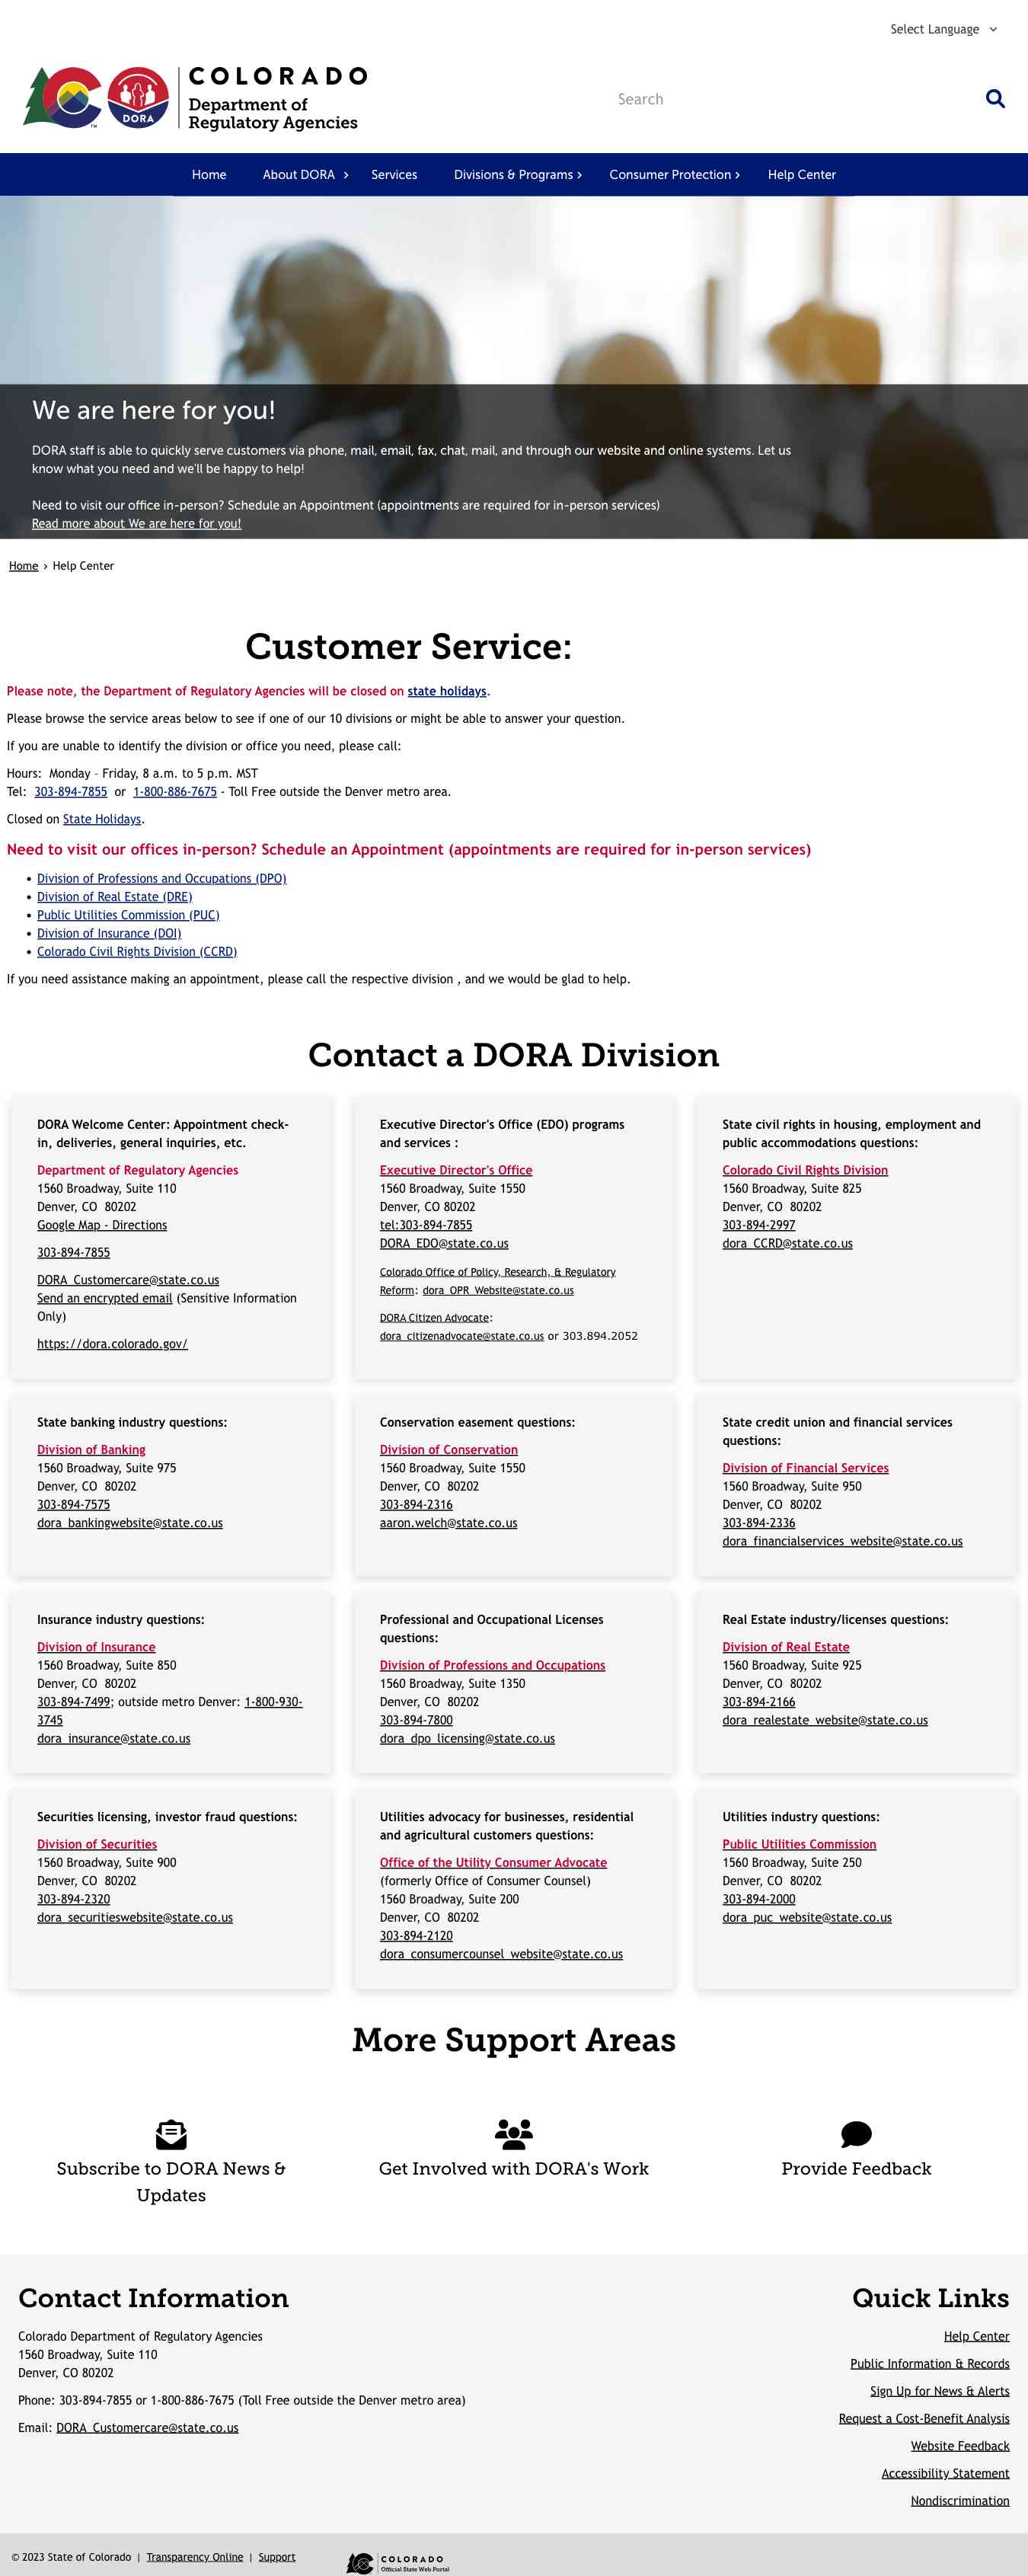 Select Language
COLORADO
Department of
Regulatory Agencies
DORA
TM
Search
Home
About DORA
Services
Divisions & Programs
Consumer Protection
Help Center
We are here for you!
DORA staff is able to quickly serve customers via phone, mail, email, fax, chat, mail, and through our website and online systems. Let us
know what you need and we'll be happy to help!
Need to visit our office in-person? Schedule an Appointment (appointments are required for in-person services)
Read more about We are here for you!
Home › Help Center
Customer Service:
Please note, the Department of Regulatory Agencies will be closed on state holidays.
Please browse the service areas below to see if one of our 10 divisions or might be able to answer your question.
If you are unable to identify the division or office you need, please call:
Hours: Monday - Friday, 8 a.m. to 5 p.m. MST
Tel: 303-894-7855 or 1-800-886-7675 - Toll Free outside the Denver metro area.
Closed on State Holidays.
Need to visit our offices in-person? Schedule an Appointment (appointments are required for in-person services)
• Division of Professions and Occupations (DPO)
• Division of Real Estate (DRE)
• Public Utilities Commission (PUC)
• Division of Insurance (DOI)
• Colorado Civil Rights Division (CCRD)
If you need assistance making an appointment, please call the respective division , and we would be glad to help.
Contact a DORA Division
DORA Welcome Center: Appointment check-
in, deliveries, general inquiries, etc.
Department of Regulatory Agencies
1560 Broadway, Suite 110
Denver, CO 80202
Google Map - Directions
303-894-7855
DORA_Customercare@state.co.us
Send an encrypted email (Sensitive Information
Only)
https://dora.colorado.gov/
Executive Director's Office (EDO) programs
and services :
Executive Director's Office
1560 Broadway, Suite 1550
Denver, CO 80202
tel:303-894-7855
DORA_EDO@state.co.us
Colorado Office of Policy, Research, & Regulatory
Reform: dora_OPR_Website@state.co.us
DORA Citizen Advocate:
dora_citizenadvocate@state.co.us or 303.894.2052
State civil rights in housing, employment and
public accommodations questions:
Colorado Civil Rights Division
1560 Broadway, Suite 825
Denver, CO 80202
303-894-2997
dora_CCRD@state.co.us
State banking industry questions:
Division of Banking
1560 Broadway, Suite 975
Denver, CO 80202
303-894-7575
dora_bankingwebsite@state.co.us
Conservation easement questions:
Division of Conservation
1560 Broadway, Suite 1550
Denver, CO 80202
303-894-2316
aaron.welch@state.co.us
State credit union and financial services
questions:
Division of Financial Services
1560 Broadway, Suite 950
Denver, CO 80202
303-894-2336
dora_financialservices_website@state.co.us
Insurance industry questions:
Division of Insurance
1560 Broadway, Suite 850
Denver, CO 80202
303-894-7499; outside metro Denver: 1-800-930-
3745
dora_insurance@state.co.us
Professional and Occupational Licenses
questions:
Division of Professions and Occupations
1560 Broadway, Suite 1350
Denver, CO 80202
303-894-7800
dora_dpo_licensing@state.co.us
Real Estate industry/licenses questions:
Division of Real Estate
1560 Broadway, Suite 925
Denver, CO 80202
303-894-2166
dora_realestate_website@state.co.us
Securities licensing, investor fraud questions:
Division of Securities
1560 Broadway, Suite 900
Denver, CO 80202
303-894-2320
dora_securitieswebsite@state.co.us
Utilities advocacy for businesses, residential
and agricultural customers questions:
Office of the Utility Consumer Advocate
(formerly Office of Consumer Counsel)
1560 Broadway, Suite 200
Denver, CO 80202
303-894-2120
dora_consumercounsel_website@state.co.us
Utilities industry questions:
Public Utilities Commission
1560 Broadway, Suite 250
Denver, CO 80202
303-894-2000
dora_puc_website@state.co.us
More Support Areas
Subscribe to DORA News &
Updates
Get Involved with DORA's Work
Provide Feedback
Contact Information
Colorado Department of Regulatory Agencies
1560 Broadway, Suite 110
Denver, CO 80202
Phone: 303-894-7855 or 1-800-886-7675 (Toll Free outside the Denver metro area)
Email: DORA_Customercare@state.co.us
Quick Links
Help Center
Public Information & Records
Sign Up for News & Alerts
Request a Cost-Benefit Analysis
Website Feedback
Accessibility Statement
Nondiscrimination
© 2023 State of Colorado | Transparency Online | Support
COLORADO
Official State Web Portal